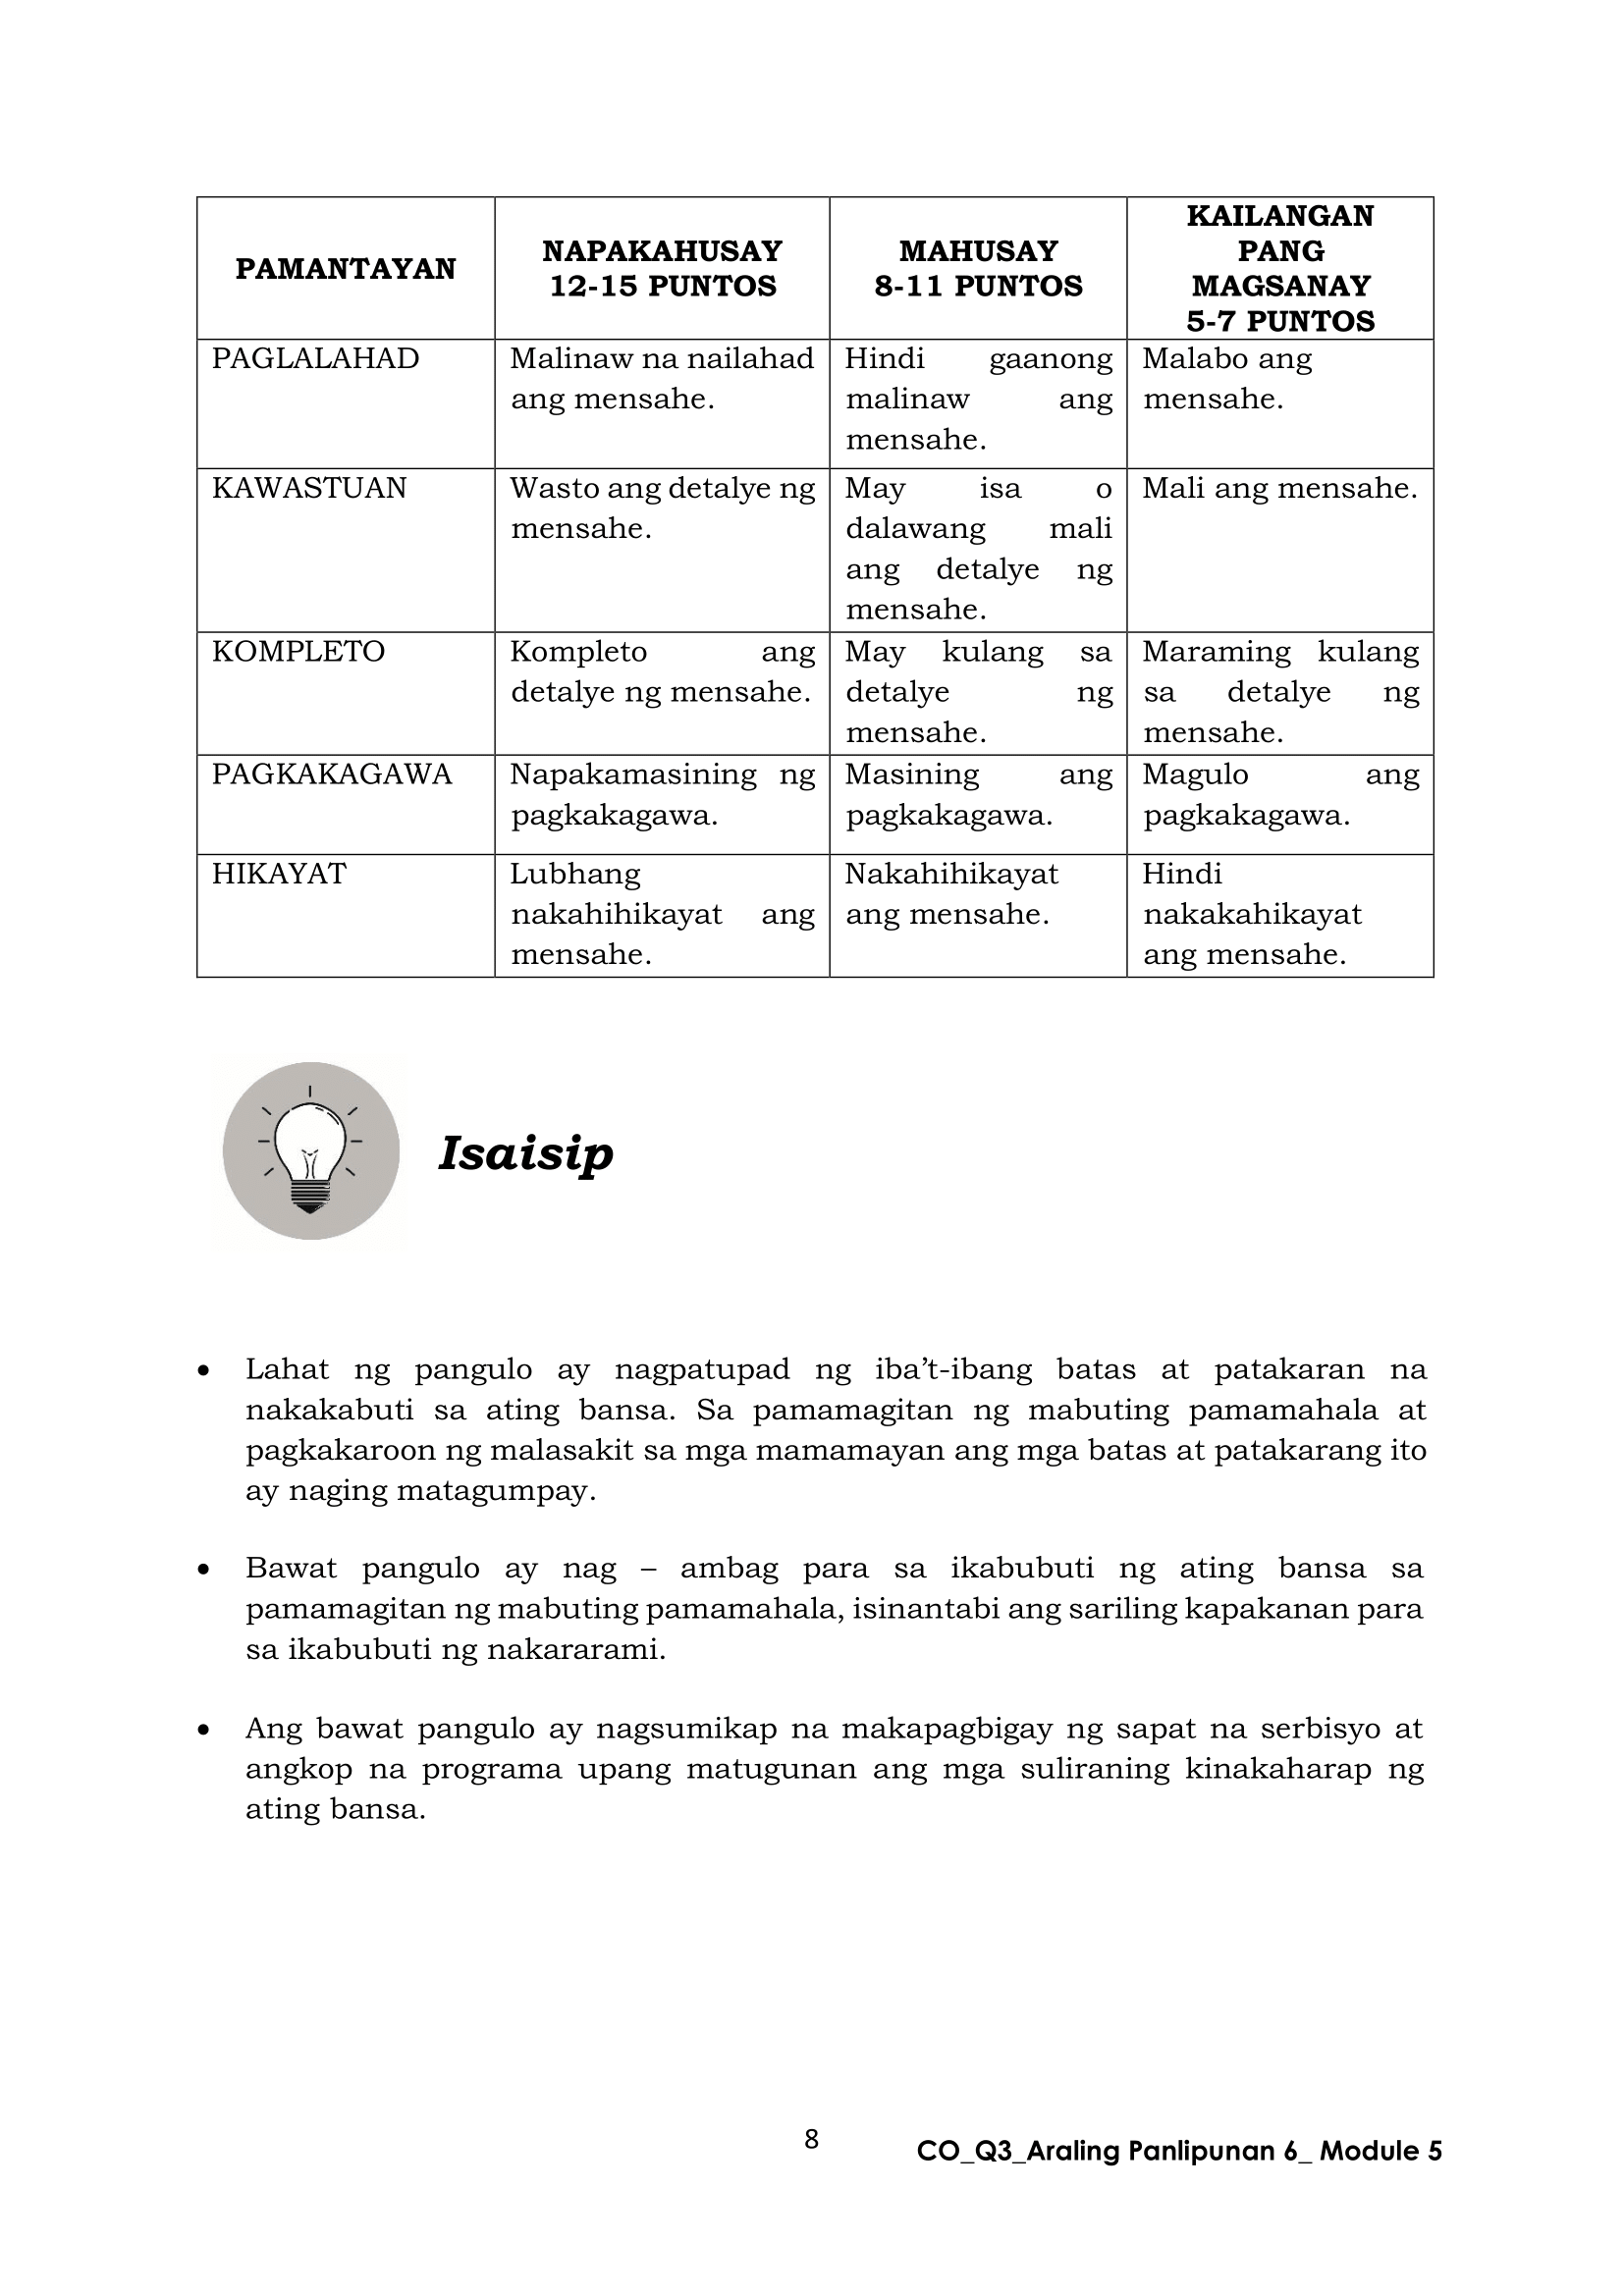 PAMANTAYAN
NAPAKAHUSAY
12-15 PUNTOS
MAHUSAY
8-11 PUNTOS
KAILANGAN
PANG
MAGSANAY
5-7 PUNTOS
PAGLALAHAD
Malinaw na nailahad
ang mensahe.
Hindi gaanong
malinaw ang
mensahe.
Malabo ang
mensahe.
KAWASTUAN
Wasto ang detalye ng
mensahe.
May isa o
dalawang mali
ang detalye ng
mensahe.
Mali ang mensahe.
KOMPLETO
Kompleto ang
detalye ng mensahe.
May kulang sa
detalye ng
mensahe.
Maraming kulang
sa detalye ng
mensahe.
PAGKAKAGAWA
Napakamasining ng
pagkakagawa.
Masining ang
pagkakagawa.
Magulo ang
pagkakagawa.
HIKAYAT
Lubhang
nakahihikayat ang
mensahe.
Nakahihikayat
ang mensahe.
Hindi
nakakahikayat
ang mensahe.
Isaisip
• Lahat ng pangulo ay nagpatupad ng iba’t-ibang batas at patakaran na
nakakabuti sa ating bansa. Sa pamamagitan ng mabuting pamamahala at
pagkakaroon ng malasakit sa mga mamamayan ang mga batas at patakarang ito
ay naging matagumpay.
• Bawat pangulo ay nag – ambag para sa ikabubuti ng ating bansa sa
pamamagitan ng mabuting pamamahala, isinantabi ang sariling kapakanan para
sa ikabubuti ng nakararami.
• Ang bawat pangulo ay nagsumikap na makapagbigay ng sapat na serbisyo at
angkop na programa upang matugunan ang mga suliraning kinakaharap ng
ating bansa.
8
CO_Q3_Araling Panlipunan 6_ Module 5